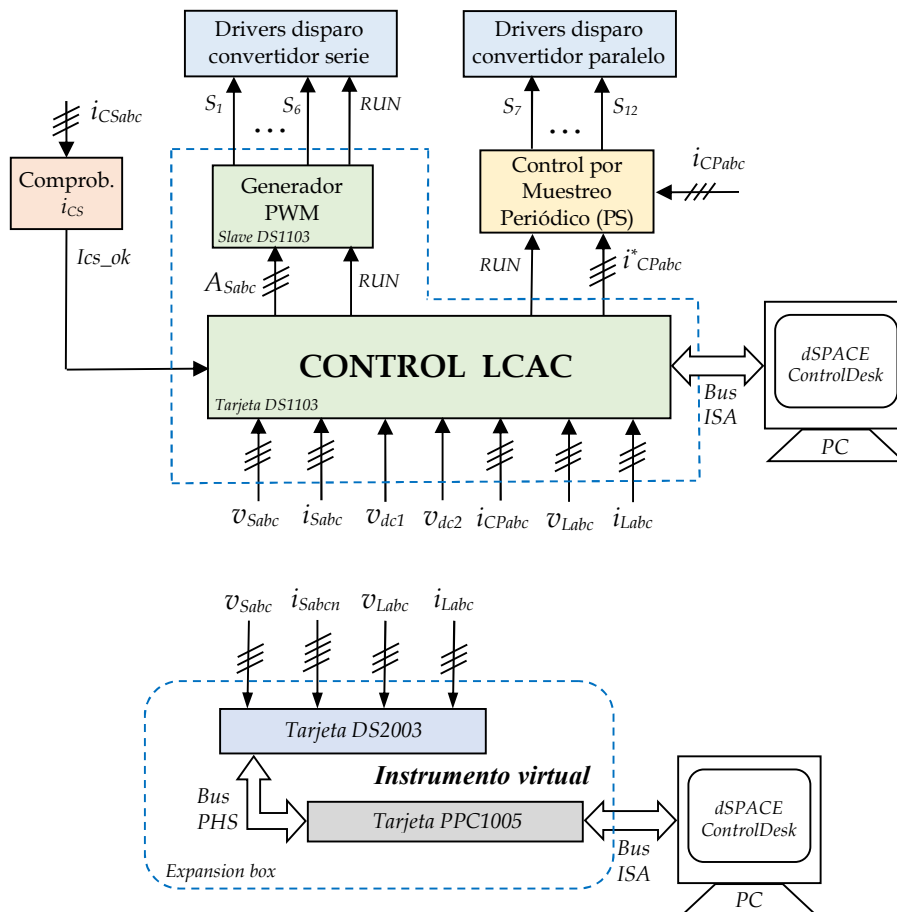 Drivers disparo
convertidor serie
Drivers disparo
convertidor paralelo
S1
S6
RUN
S7
S12
...
...
iCSabc
Comprob.
iCS
Generador
PWM
Slave DS1103
Control por
Muestreo
Periódico (PS)
iCPabc
Ics_ok
ASabc
RUN
RUN
i*CPabc
CONTROL LCAC
Tarjeta DS1103
Bus
ISA
dSPACE
ControlDesk
PC
vSabc
iSabc
vdc1
vdc2
iCPabc
vLabc
iLabc
vSabc
iSabcn
vLabc
iLabc
Tarjeta DS2003
Instrumento virtual
Bus
PHS
Tarjeta PPC1005
Expansion box
Bus
ISA
dSPACE
ControlDesk
PC